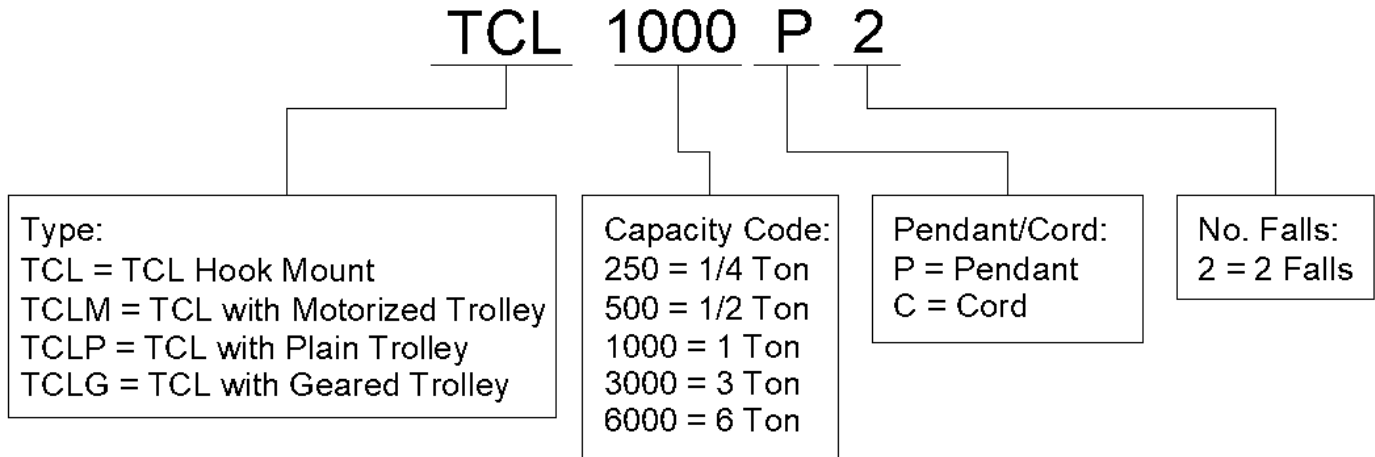 TCL 1000 P 2
Type:
TCL = TCL Hook Mount
TCLM = TCL with Motorized Trolley
TCLP = TCL with Plain Trolley
TCLG = TCL with Geared Trolley
Capacity Code:
250 = 1/4 Ton
500 = 1/2 Ton
1000 = 1 Ton
3000 = 3 Ton
6000 = 6 Ton
Pendant/Cord:
P = Pendant
C = Cord
No. Falls:
2 = 2 Falls